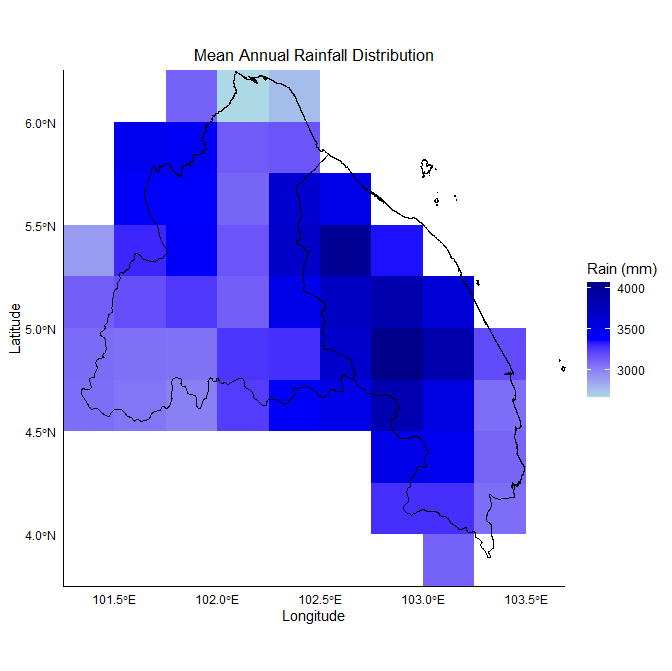 Mean Annual Rainfall Distribution
6.0°N
5.5°N
5.0°N
4.5°N
4.0°N
Latitude
101.5°E 102.0°E 102.5°E 103.0°E 103.5°E
Longitude
Rain (mm)
4000
3500
3000